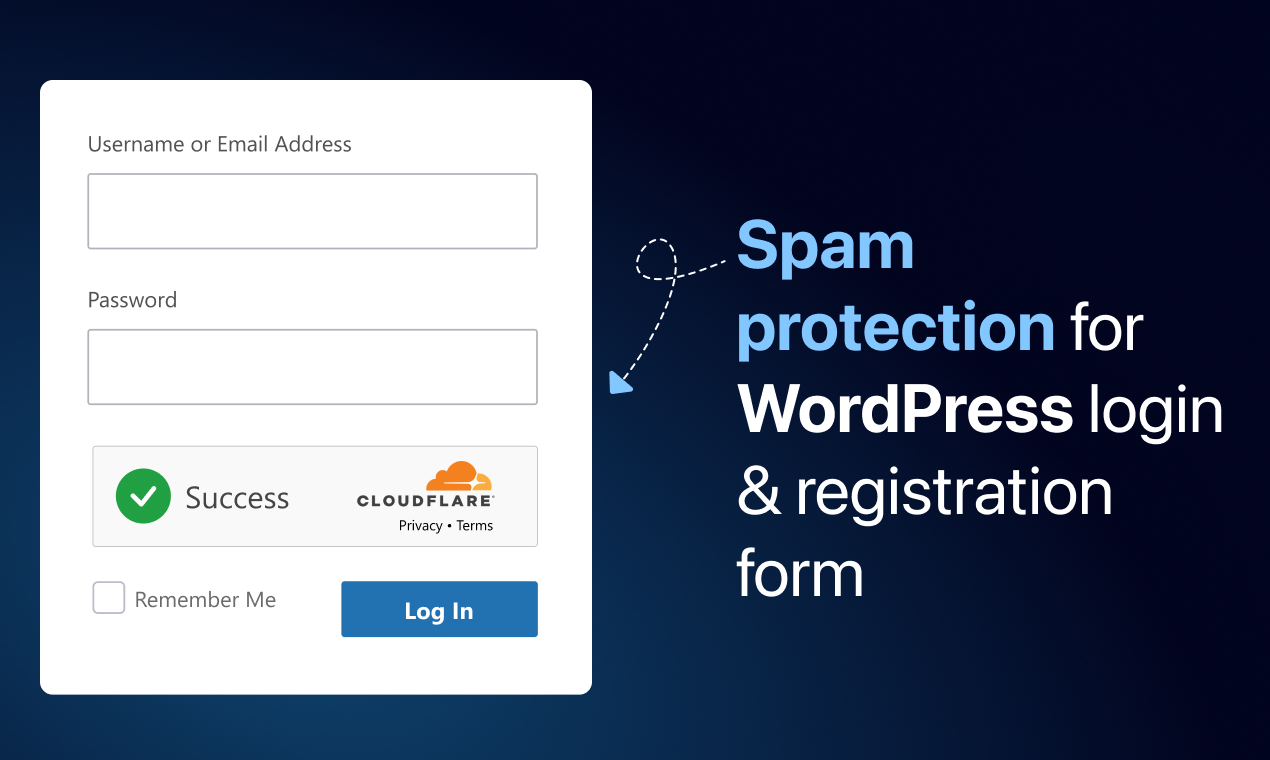 Username or Email Address
Password
Success
CLOUDFLARE
Privacy • Terms
Remember Me
Log In
Spam
protection for
WordPress login
& registration
form